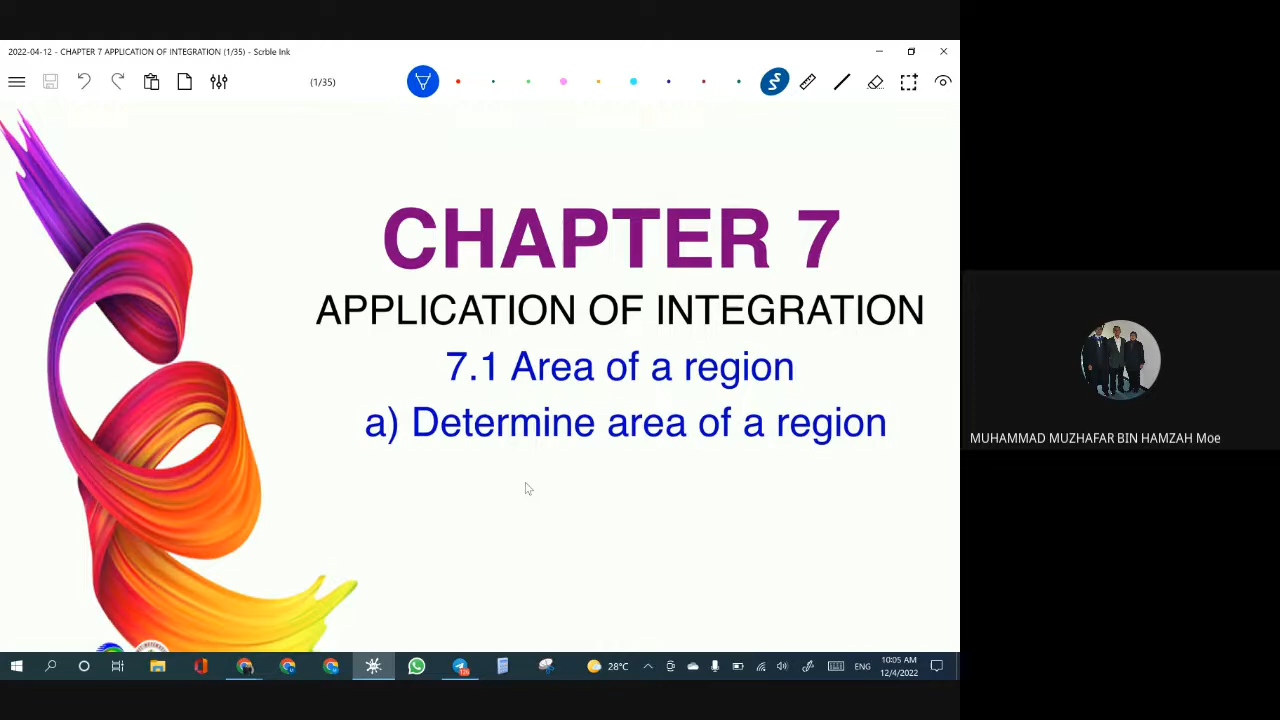 2022-04-12 - CHAPTER 7 APPLICATION OF INTEGRATION (1/35) - Scrble Ink
(1/35)
CHAPTER 7
APPLICATION OF INTEGRATION
7.1 Area of a region
a) Determine area of a region
MUHAMMAD MUZHAFAR BIN HAMZAH Moe
28°C
ENG
10:05 AM
12/4/2022